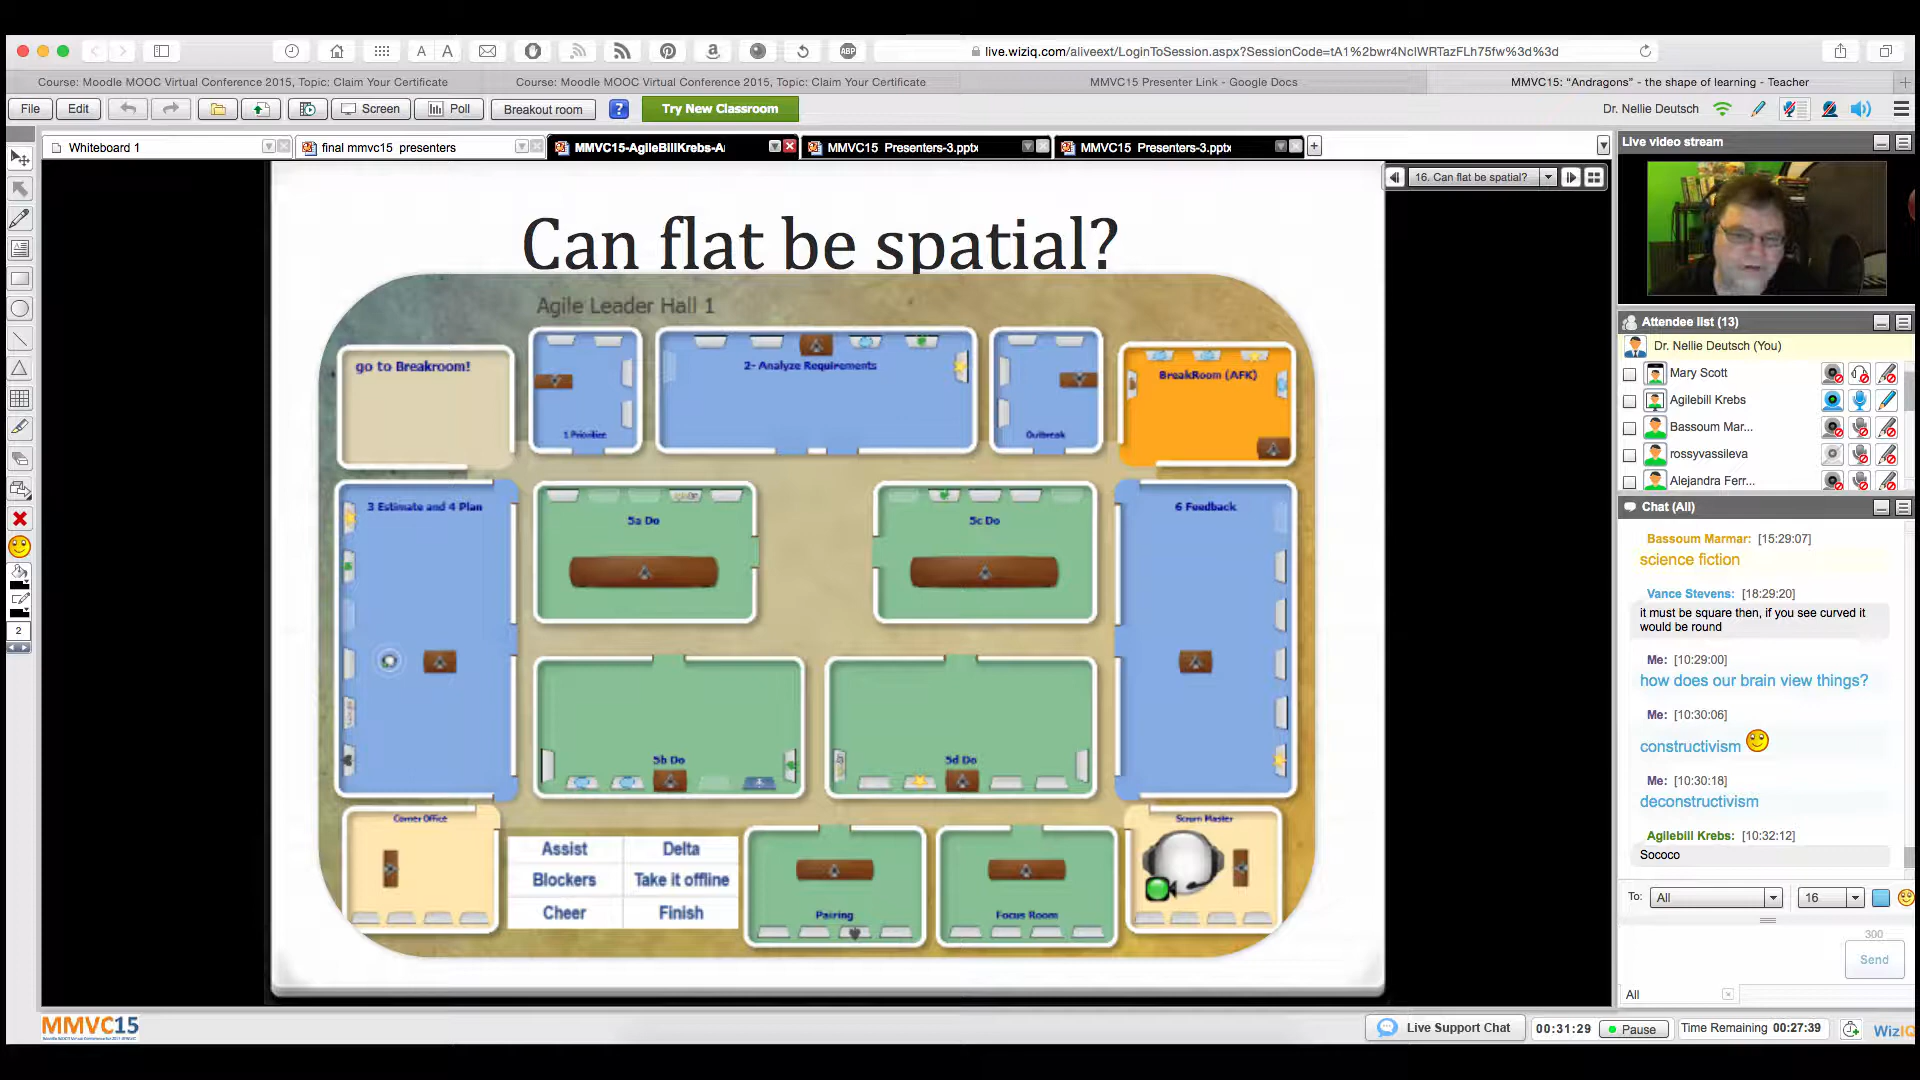 live.wiziq.com/aliveext/LoginToSession.aspx?SessionCode=tA1%2bwr4NclWRTazFLh75fw%3d%3d
Course: Moodle MOOC Virtual Conference 2015, Topic: Claim Your Certificate
Course: Moodle MOOC Virtual Conference 2015, Topic: Claim Your Certificate
MMVC15 Presenter Link - Google Docs
MMVC15: “Andragons” - the shape of learning - Teacher
File
Edit
Screen
Poll
Breakout room
?
Try New Classroom
Dr. Nellie Deutsch
Whiteboard 1
final mmvc15 presenters
MMVC15-AgileBillKrebs-A
MMVC15 Presenters-3.pptx
MMVC15 Presenters-3.pptx
16. Can flat be spatial?
Can flat be spatial?
Agile Leader Hall 1
go to Breakroom!
1 Prioritize
2- Analyze Requirements
Outbreak
BreakRoom (AFK)
3 Estimate and 4 Plan
5a Do
5c Do
6 Feedback
5b Do
5d Do
Corner Office
Assist
Delta
Blockers
Take it offline
Cheer
Finish
Pairing
Focus Room
Scrum Master
2
Live video stream
Attendee list (13)
Dr. Nellie Deutsch (You)
Mary Scott
Agilebill Krebs
Bassoum Mar...
rossyvassileva
Alejandra Ferr...
Chat (All)
Bassoum Marmar: [15:29:07]
science fiction
Vance Stevens: [18:29:20]
it must be square then, if you see curved it
would be round
Me: [10:29:00]
how does our brain view things?
Me: [10:30:06]
constructivism
Me: [10:30:18]
deconstructivism
Agilebill Krebs: [10:32:12]
Sococo
To:
All
16
300
Send
All
MMVC15
Live Support Chat
00:31:29
Pause
Time Remaining 00:27:39
WizIQ